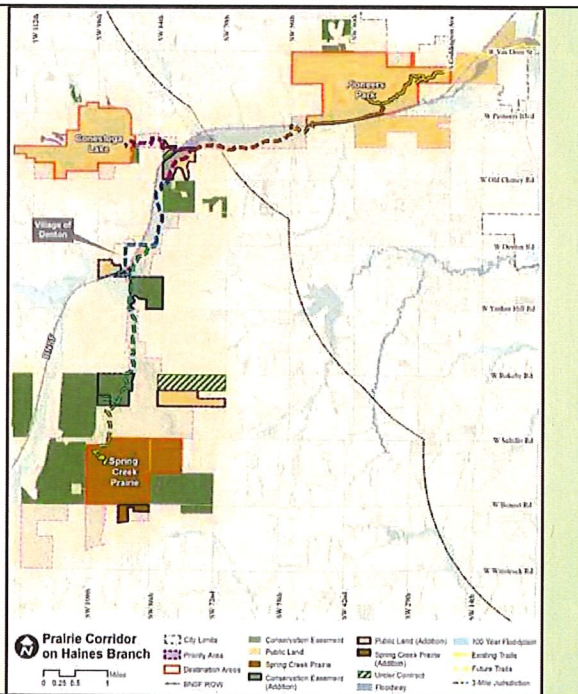 SW 112th
SW 98th
SW 84th
SW 70th
SW 56th
S Coddington Ave
W Van Dorn St
Pioneers
Park
W Pioneers Blvd
Conestoga
Lake
W Old Cheney Rd
Village of
Denton
W Denton Rd
W Yankee Hill Rd
BNSF
W Rokeby Rd
W Saltillo Rd
Spring
Creek
Prairie
W Bennet Rd
W Wittstruck Rd
SW 100th
SW 86th
SW 72nd
SW 58th
SW 42nd
SW 29th
SW 14th
Prairie Corridor
on Haines Branch
0 0.25 0.5 1
Miles
City Limits
Priority Area
Destination Areas
BNSF ROW
Conservation Easement
Public Land
Spring Creek Prairie
Conservation Easement
(Addition)
Public Land (Addition)
Spring Creek Prairie
(Addition)
Under Contract
Floodway
100 Year Floodplain
Existing Trails
Future Trails
3-Mile Jurisdiction